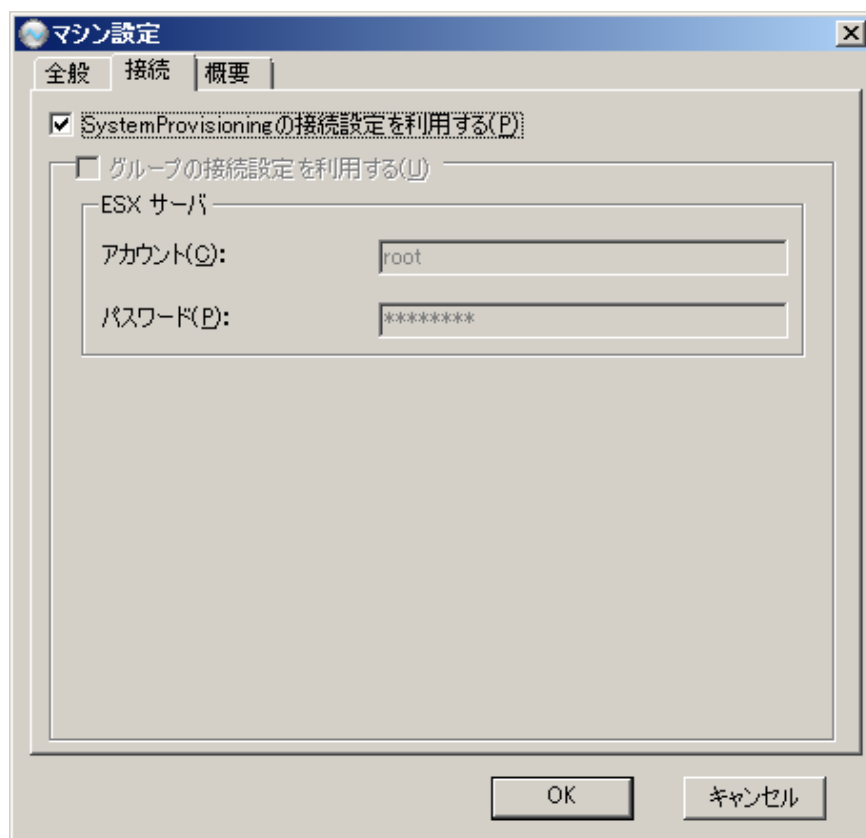 マシン設定
全般 接続 概要
SystemProvisioningの接続設定を利用する(P)
グループの接続設定を利用する(U)
ESX サーバ
アカウント(C): root
パスワード(P): ********
OK キャンセル